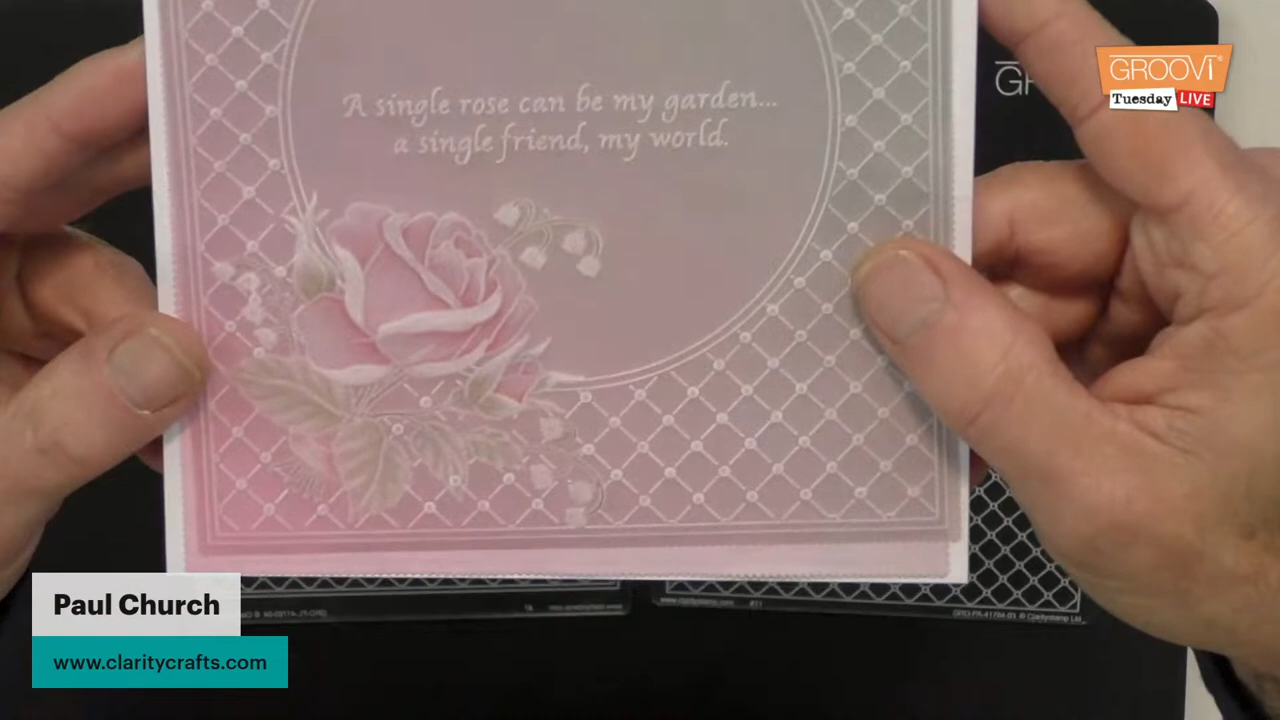 A single rose can be my garden...
a single friend, my world.
GROOVI
Tuesday LIVE
Paul Church
www.claritycrafts.com